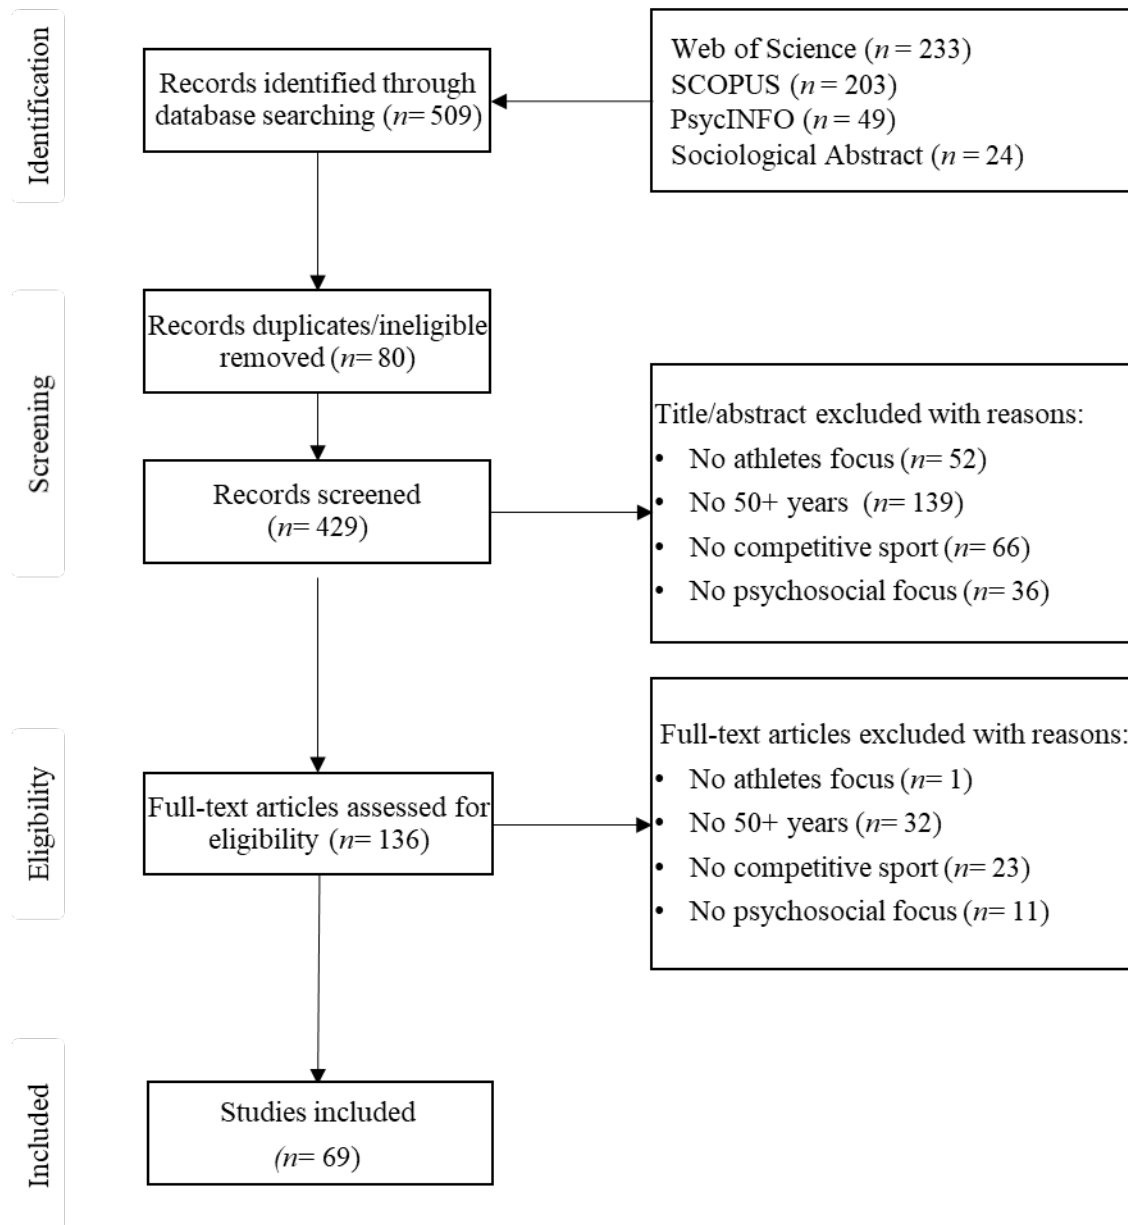 Identification
Records identified through
database searching (n= 509)
Web of Science (n = 233)
SCOPUS (n = 203)
PsycINFO (n = 49)
Sociological Abstract (n = 24)
Screening
Records duplicates/ineligible
removed (n= 80)
Records screened
(n= 429)
Title/abstract excluded with reasons:
• No athletes focus (n= 52)
• No 50+ years (n= 139)
• No competitive sport (n= 66)
• No psychosocial focus (n= 36)
Eligibility
Full-text articles assessed for
eligibility (n= 136)
Full-text articles excluded with reasons:
• No athletes focus (n= 1)
• No 50+ years (n= 32)
• No competitive sport (n= 23)
• No psychosocial focus (n= 11)
Included
Studies included
(n= 69)